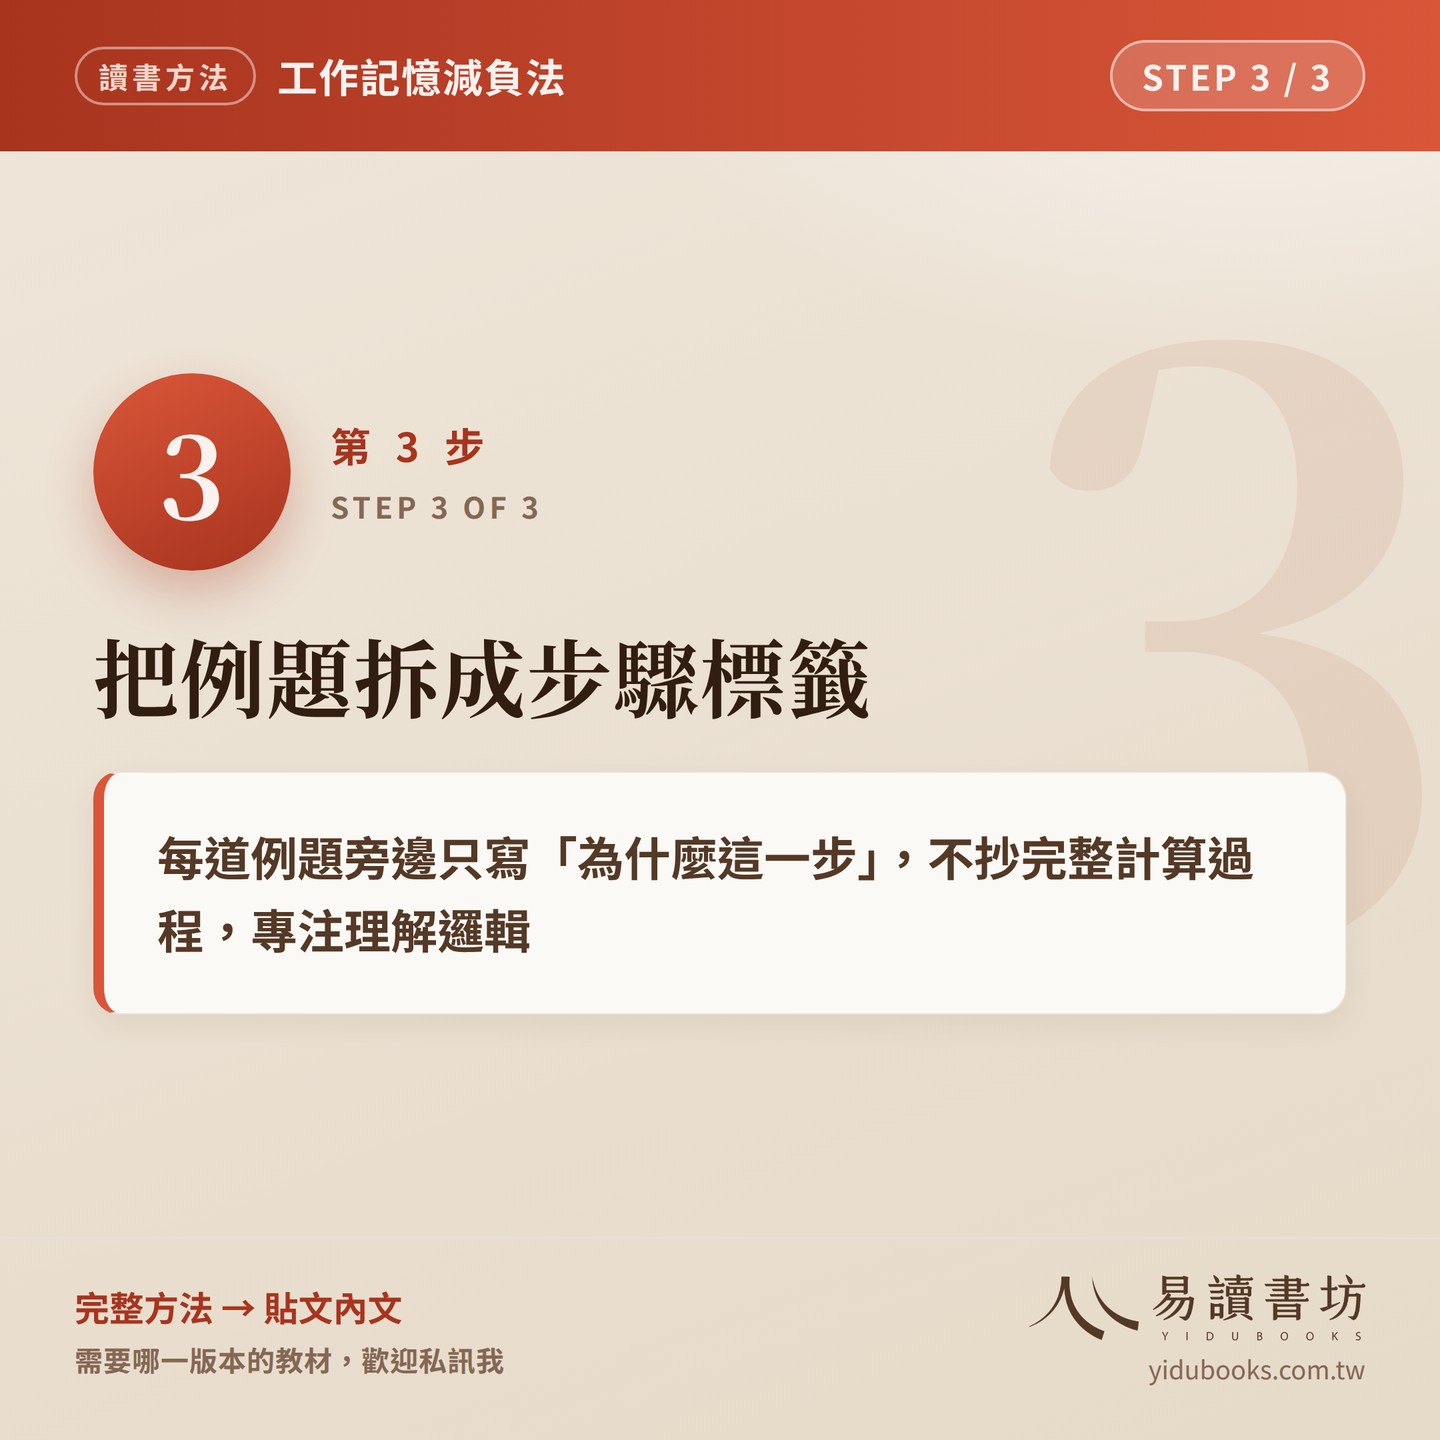 讀書方法
工作記憶減負法
STEP 3 / 3
3
3
第 3 步
STEP 3 OF 3
把例題拆成步驟標籤
每道例題旁邊只寫「為什麼這一步」，不抄完整計算過
程，專注理解邏輯
完整方法 → 貼文內文
需要哪一版本的教材，歡迎私訊我
易讀書坊
YIDUBOOKS
yidubooks.com.tw